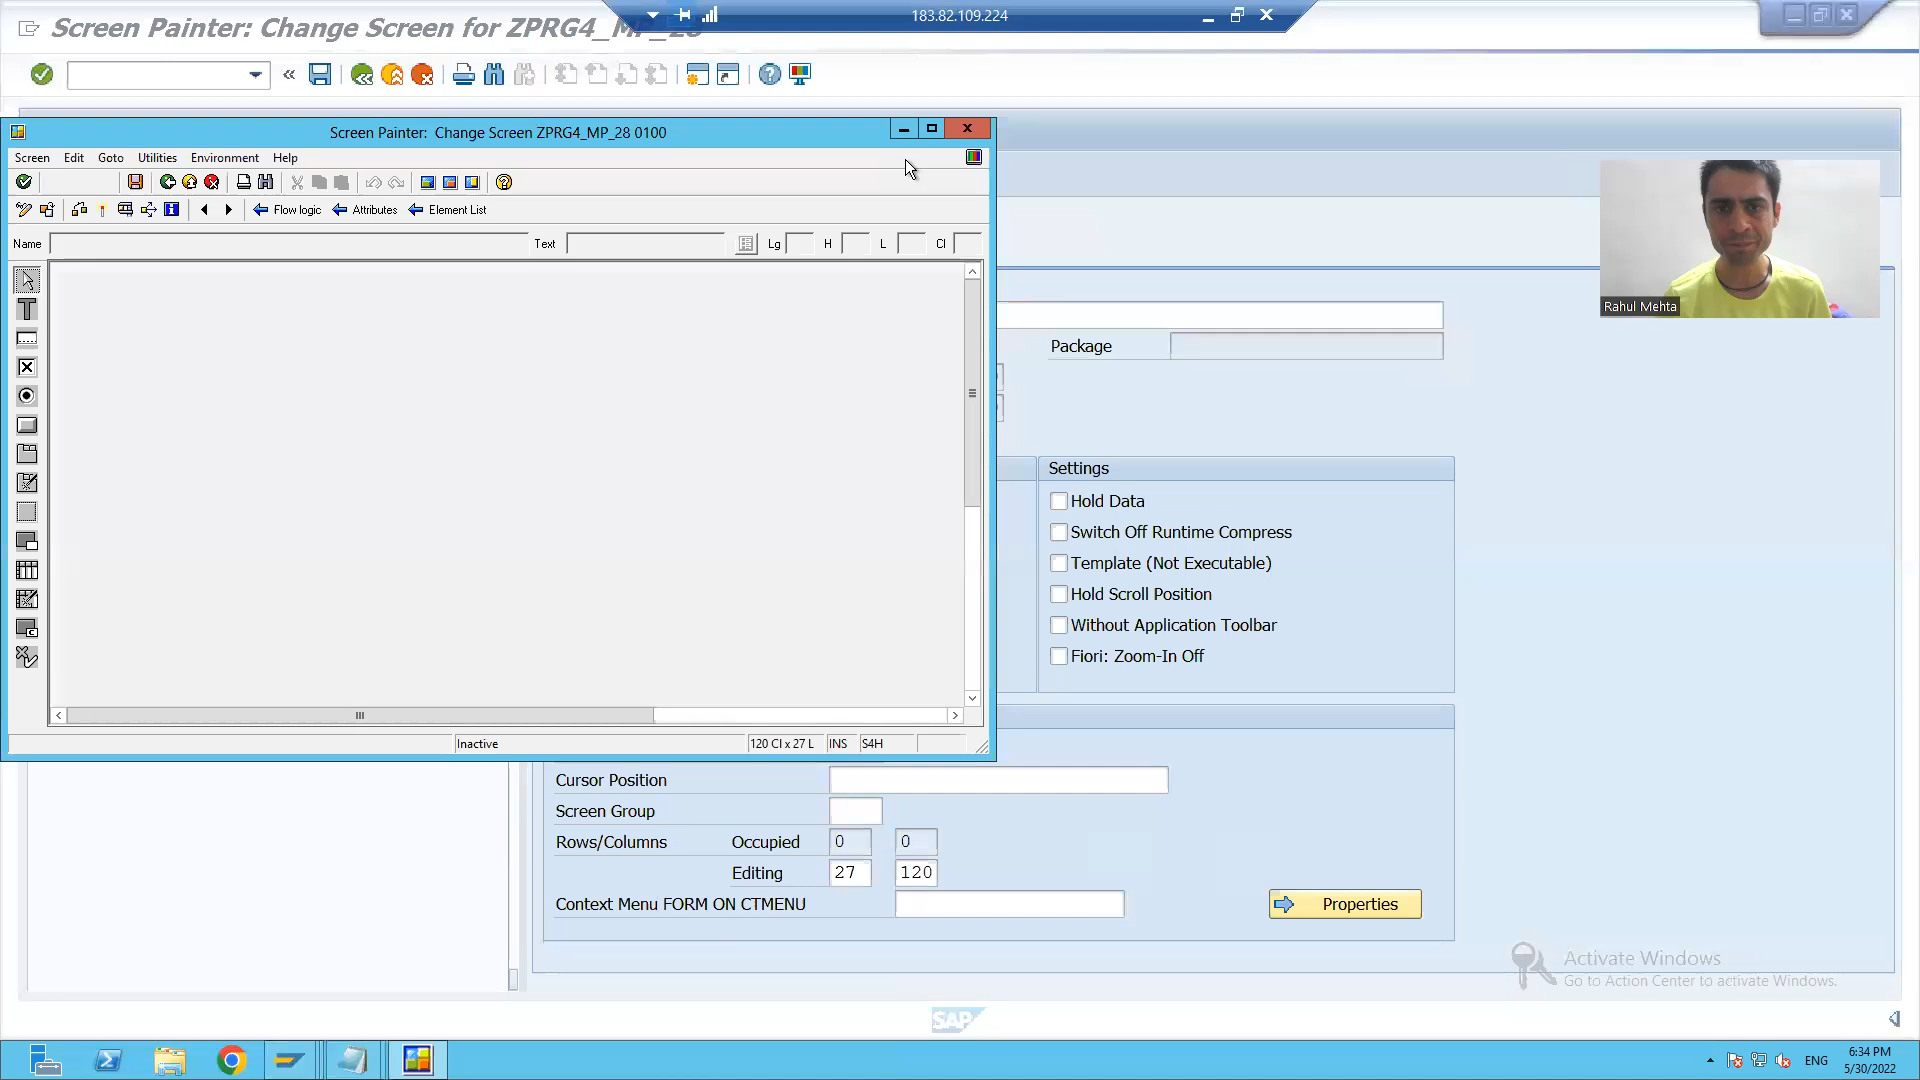 Screen Painter: Change Screen for ZPRG4_MP_28
183.82.109.224
Screen Painter: Change Screen ZPRG4_MP_28 0100
Screen Edit Goto Utilities Environment Help
Flow logic Attributes Element List
Name Text Lg H L Cl
Rahul Mehta
Package
Settings
Hold Data
Switch Off Runtime Compress
Template (Not Executable)
Hold Scroll Position
Without Application Toolbar
Fiori: Zoom-In Off
Inactive 120 Cl x 27 L INS S4H
Cursor Position
Screen Group
Rows/Columns Occupied 0 0
Editing 27 120
Context Menu FORM ON CTMENU
Properties
Activate Windows
Go to Action Center to activate Windows.
SAP
ENG
6:34 PM
5/30/2022